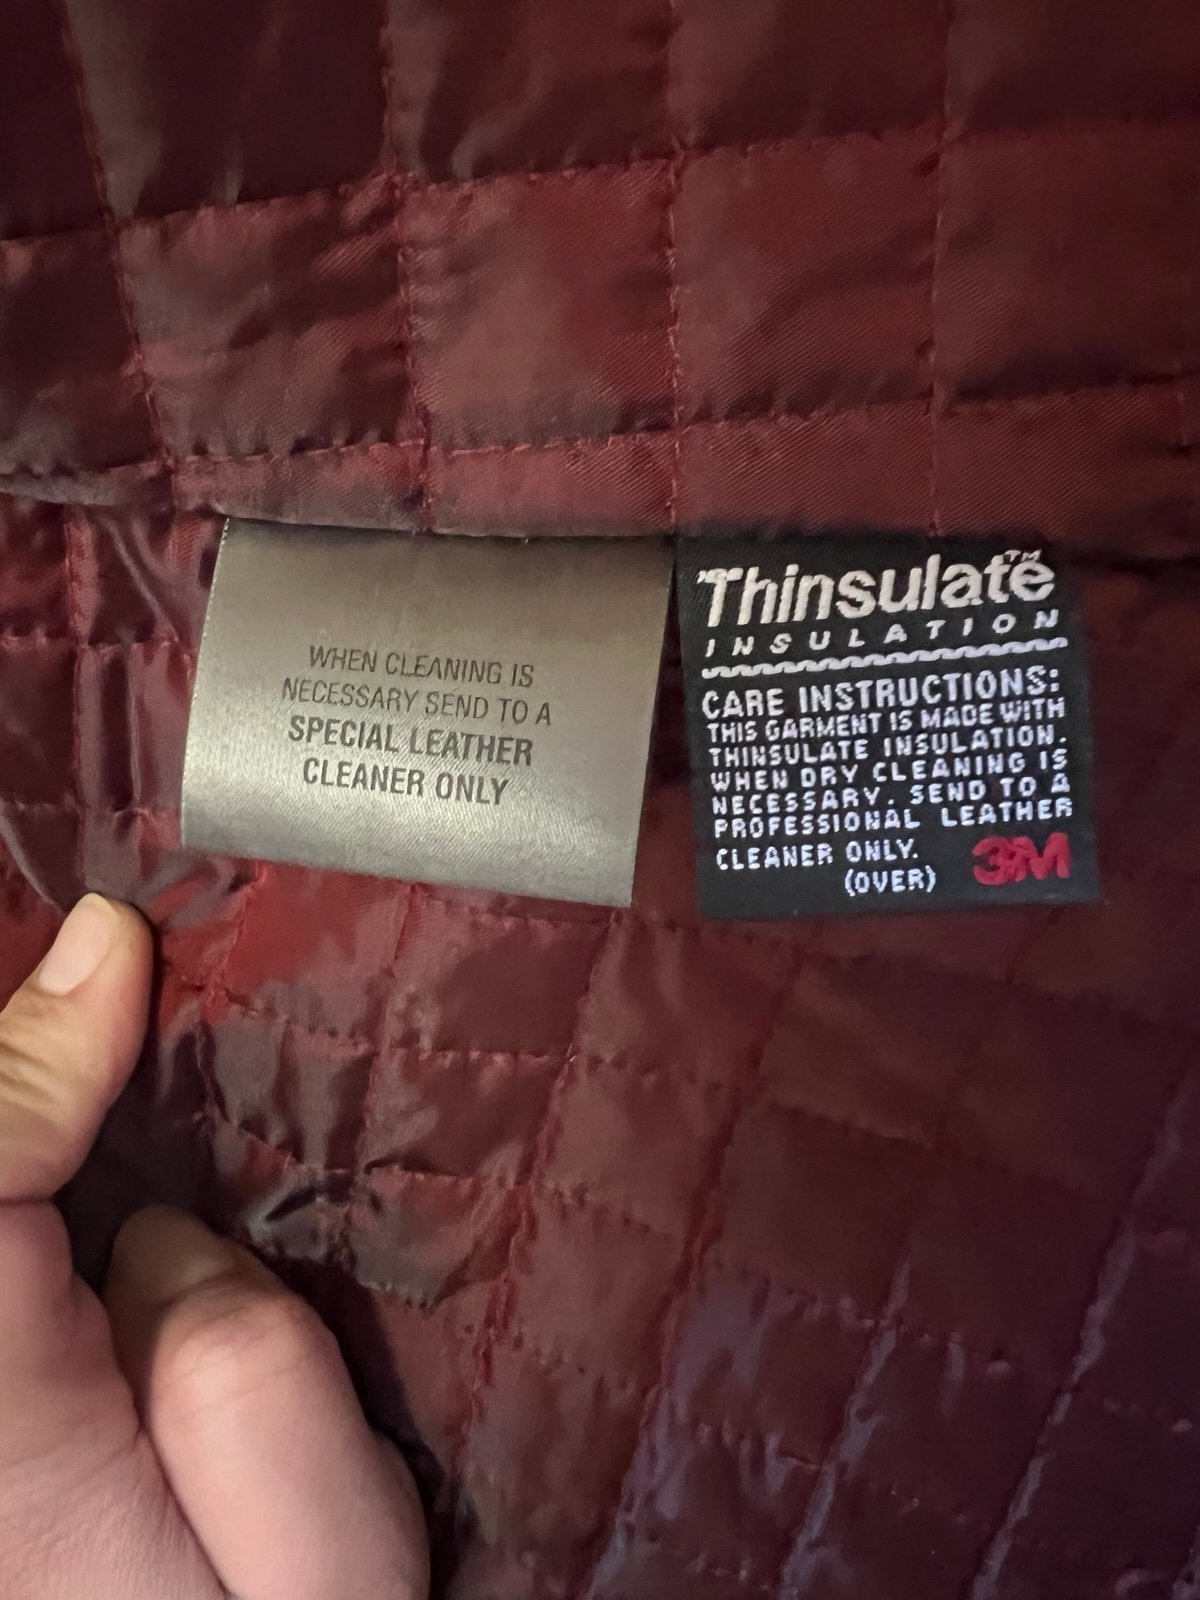 WHEN CLEANING IS
NECESSARY SEND TO A
SPECIAL LEATHER
CLEANER ONLY
Thinsulate™
INSULATION
CARE INSTRUCTIONS:
THIS GARMENT IS MADE WITH
THINSULATE INSULATION.
WHEN DRY CLEANING IS
NECESSARY. SEND TO A
PROFESSIONAL LEATHER
CLEANER ONLY.
(OVER)
3M